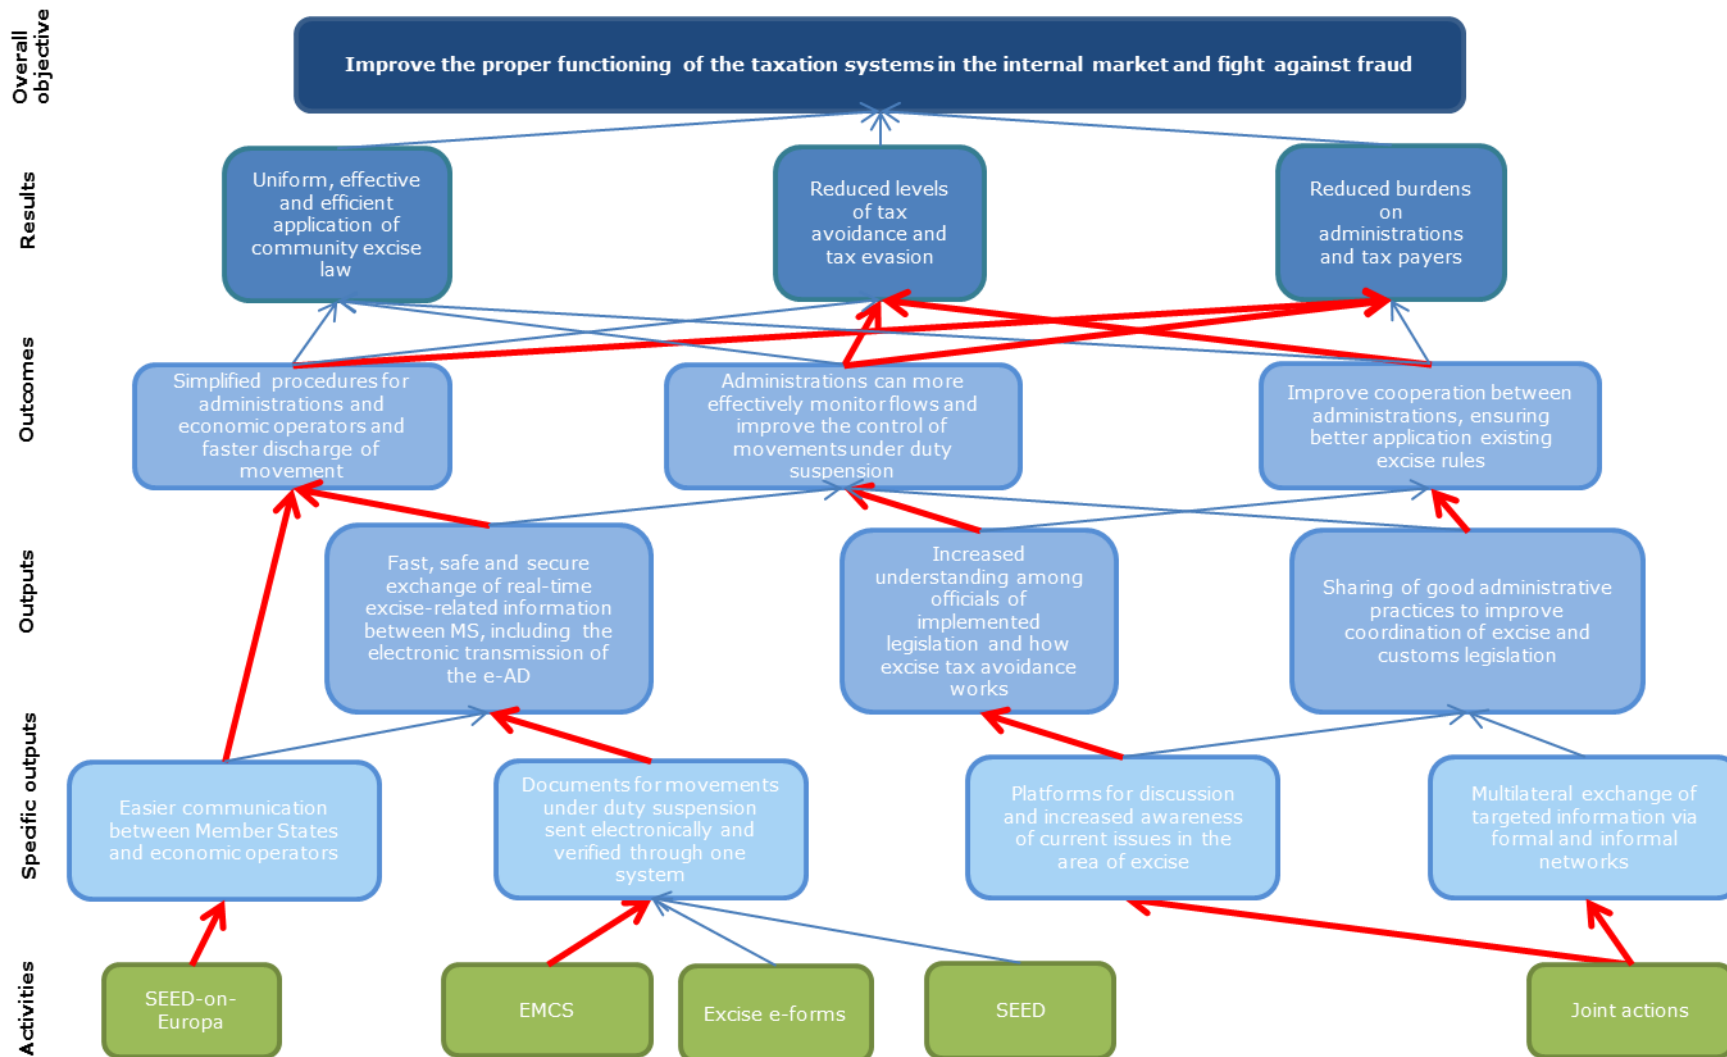 Overall
objective
Improve the proper functioning of the taxation systems in the internal market and fight against fraud
Results
Uniform, effective
and efficient
application of
community excise
law
Reduced levels
of tax
avoidance and
tax evasion
Reduced burdens
on
administrations
and tax payers
Outcomes
Simplified procedures for
administrations and
economic operators and
faster discharge of
movement
Administrations can more
effectively monitor flows and
improve the control of
movements under duty
suspension
Improve cooperation between
administrations, ensuring
better application existing
excise rules
Outputs
Fast, safe and secure
exchange of real-time
excise-related information
between MS, including the
electronic transmission of
the e-AD
Increased
understanding among
officials of
implemented
legislation and how
excise tax avoidance
works
Sharing of good administrative
practices to improve
coordination of excise and
customs legislation
Specific outputs
Easier communication
between Member States
and economic operators
Documents for movements
under duty suspension
sent electronically and
verified through one
system
Platforms for discussion
and increased awareness
of current issues in the
area of excise
Multilateral exchange of
targeted information via
formal and informal
networks
Activities
SEED-on-
Europa
EMCS
Excise e-forms
SEED
Joint actions